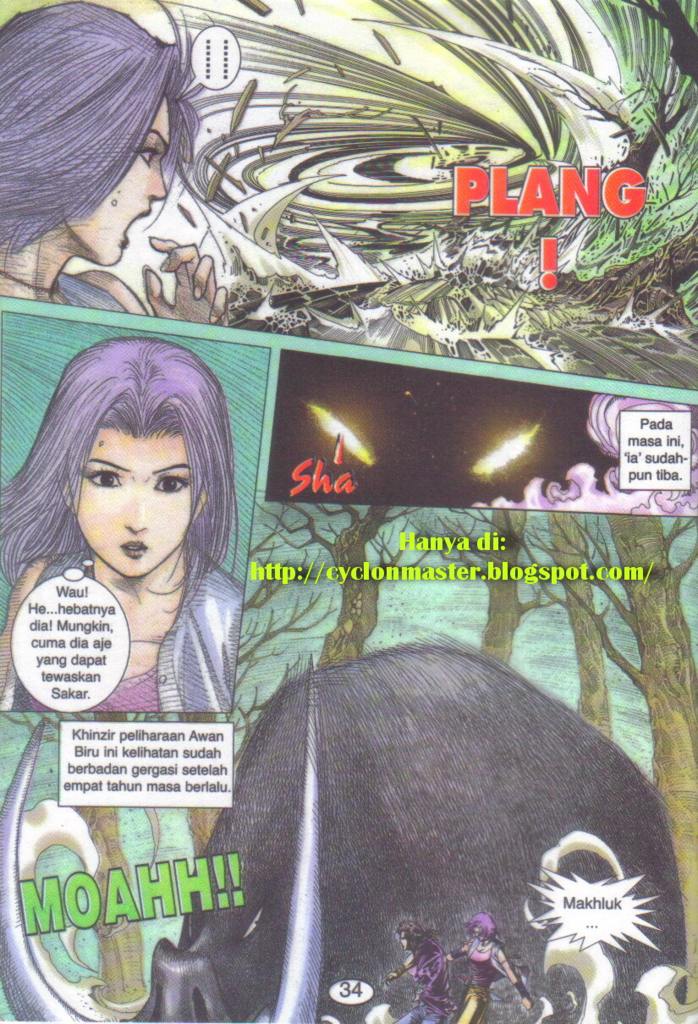 !!
PLANG
!
Sha
Pada
masa ini,
'ia' sudah-
pun tiba.
Hanya di:
http://cyclonmaster.blogspot.com/
Wau!
He...hebatnya
dia! Mungkin,
cuma dia aje
yang dapat
tewaskan
Sakar.
Khinzir peliharaan Awan
Biru ini kelihatan sudah
berbadan gergasi setelah
empat tahun masa berlalu.
MOAHH!!
Makhluk
...
34